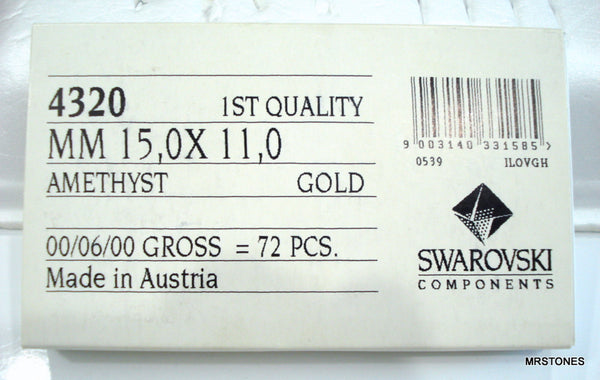 4320 1ST QUALITY
MM 15,0X 11,0
AMETHYST GOLD
00/06/00 GROSS = 72 PCS.
Made in Austria
9 003140 331585 >
0539 1LOVGH
SWAROVSKI
COMPONENTS
MRSTONES